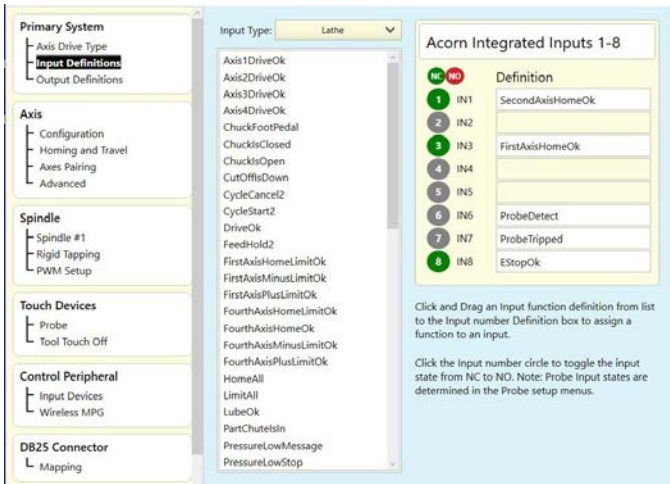 Primary System
Axis Drive Type
Input Definitions
Output Definitions
Axis
Configuration
Homing and Travel
Axes Pairing
Advanced
Spindle
Spindle #1
Rigid Tapping
PWM Setup
Touch Devices
Probe
Tool Touch Off
Control Peripheral
Input Devices
Wireless MPG
DB25 Connector
Mapping
Input Type: Lathe
Axis1DriveOk
Axis2DriveOk
Axis3DriveOk
Axis4DriveOk
ChuckFootPedal
ChuckIsClosed
ChuckIsOpen
CutOffIsDown
CycleCancel2
CycleStart2
DriveOk
FeedHold2
FirstAxisHomeLimitOk
FirstAxisMinusLimitOk
FirstAxisPlusLimitOk
FourthAxisHomeLimitOk
FourthAxisHomeOk
FourthAxisMinusLimitOk
FourthAxisPlusLimitOk
HomeAll
LimitAll
LubeOk
PartChuteIsIn
PressureLowMessage
PressureLowStop
Acorn Integrated Inputs 1-8
NC NO Definition
1 IN1 SecondAxisHomeOk
2 IN2
3 IN3 FirstAxisHomeOk
4 IN4
5 IN5
6 IN6 ProbeDetect
7 IN7 ProbeTripped
8 IN8 EStopOk
Click and Drag an Input function definition from list
to the Input number Definition box to assign a
function to an input.
Click the Input number circle to toggle the input
state from NC to NO. Note: Probe Input states are
determined in the Probe setup menus.